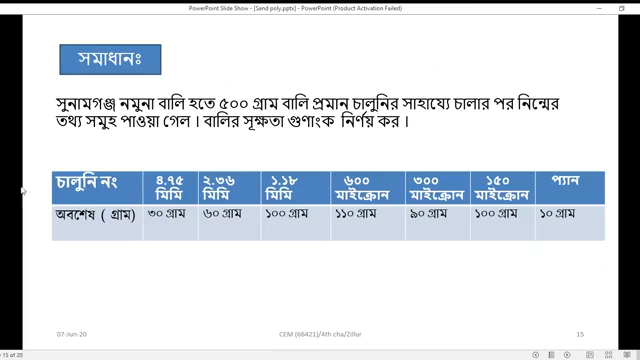 PowerPoint Slide Show - [Sand poly.pptx] - PowerPoint (Product Activation Failed)
সমাধানঃ
সুনামগঞ্জ নমুনা বালি হতে ৫০০ গ্রাম বালি প্রমান চালুনির সাহায্যে চালার পর নিন্মের
তথ্য সমুহ পাওয়া গেল । বালির সূক্ষতা গুণাংক নির্ণয় কর ।
চালুনি নং ৪.৭৫ মিমি ২.৩৬ মিমি ১.১৮ মিমি ৬০০ মাইক্রোন ৩০০ মাইক্রোন ১৫০ মাইক্রোন প্যান
অবশেষ ( গ্রাম) ৩০ গ্রাম ৬০ গ্রাম ১০০ গ্রাম ১১০ গ্রাম ৯০ গ্রাম ১০০ গ্রাম ১০ গ্রাম
07-Jun-20 CEM (66421)/4th cha/Zillur 15
15 of 20